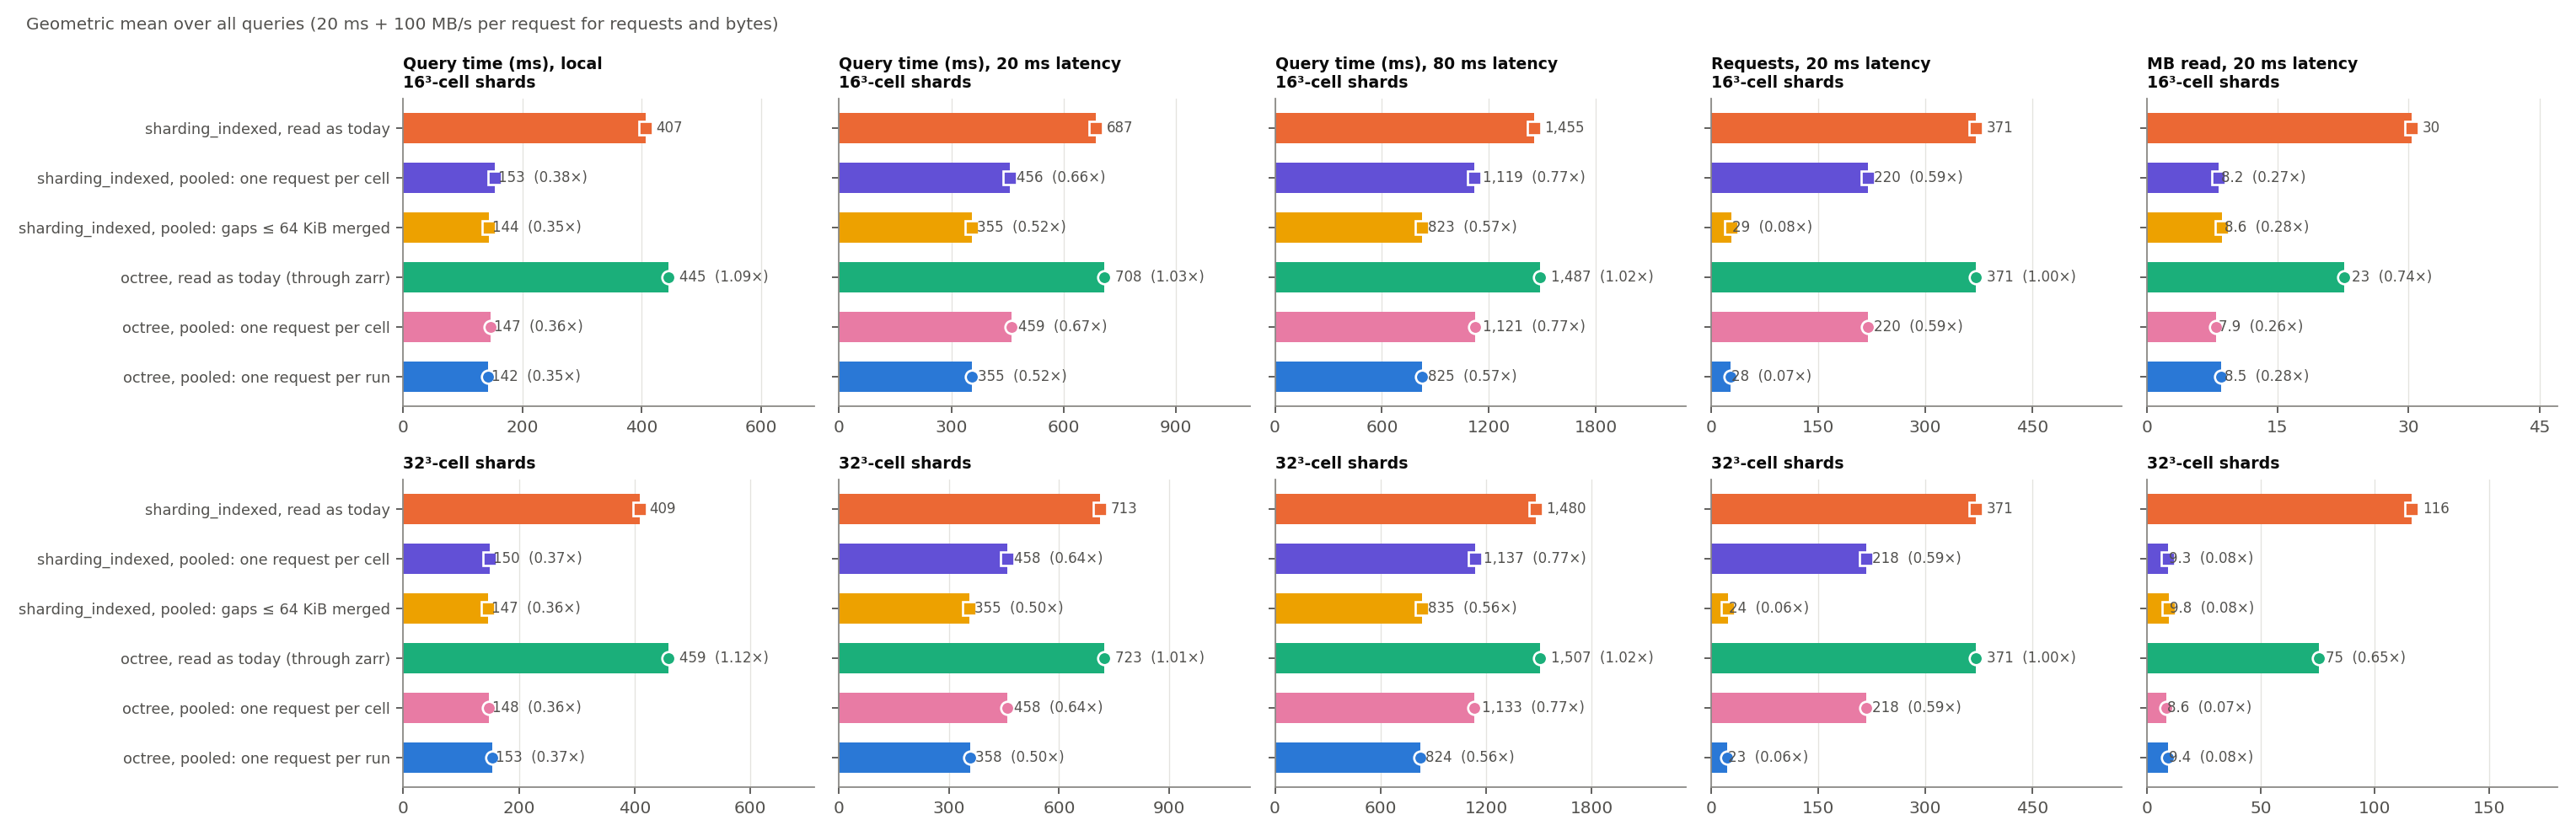 Geometric mean over all queries (20 ms + 100 MB/s per request for requests and bytes)
Query time (ms), local
16³-cell shards
Query time (ms), 20 ms latency
16³-cell shards
Query time (ms), 80 ms latency
16³-cell shards
Requests, 20 ms latency
16³-cell shards
MB read, 20 ms latency
16³-cell shards
sharding_indexed, read as today 407 687 1,455 371 30
sharding_indexed, pooled: one request per cell 153 (0.38×) 456 (0.66×) 1,119 (0.77×) 220 (0.59×) 8.2 (0.27×)
sharding_indexed, pooled: gaps ≤ 64 KiB merged 144 (0.35×) 355 (0.52×) 823 (0.57×) 29 (0.08×) 8.6 (0.28×)
octree, read as today (through zarr) 445 (1.09×) 708 (1.03×) 1,487 (1.02×) 371 (1.00×) 23 (0.74×)
octree, pooled: one request per cell 147 (0.36×) 459 (0.67×) 1,121 (0.77×) 220 (0.59×) 7.9 (0.26×)
octree, pooled: one request per run 142 (0.35×) 355 (0.52×) 825 (0.57×) 28 (0.07×) 8.5 (0.28×)
0 200 400 600 0 300 600 900 0 600 1200 1800 0 150 300 450 0 15 30 45
32³-cell shards 32³-cell shards 32³-cell shards 32³-cell shards 32³-cell shards
sharding_indexed, read as today 409 713 1,480 371 116
sharding_indexed, pooled: one request per cell 150 (0.37×) 458 (0.64×) 1,137 (0.77×) 218 (0.59×) 9.3 (0.08×)
sharding_indexed, pooled: gaps ≤ 64 KiB merged 147 (0.36×) 355 (0.50×) 835 (0.56×) 24 (0.06×) 9.8 (0.08×)
octree, read as today (through zarr) 459 (1.12×) 723 (1.01×) 1,507 (1.02×) 371 (1.00×) 75 (0.65×)
octree, pooled: one request per cell 148 (0.36×) 458 (0.64×) 1,133 (0.77×) 218 (0.59×) 8.6 (0.07×)
octree, pooled: one request per run 153 (0.37×) 358 (0.50×) 824 (0.56×) 23 (0.06×) 9.4 (0.08×)
0 200 400 600 0 300 600 900 0 600 1200 1800 0 150 300 450 0 50 100 150